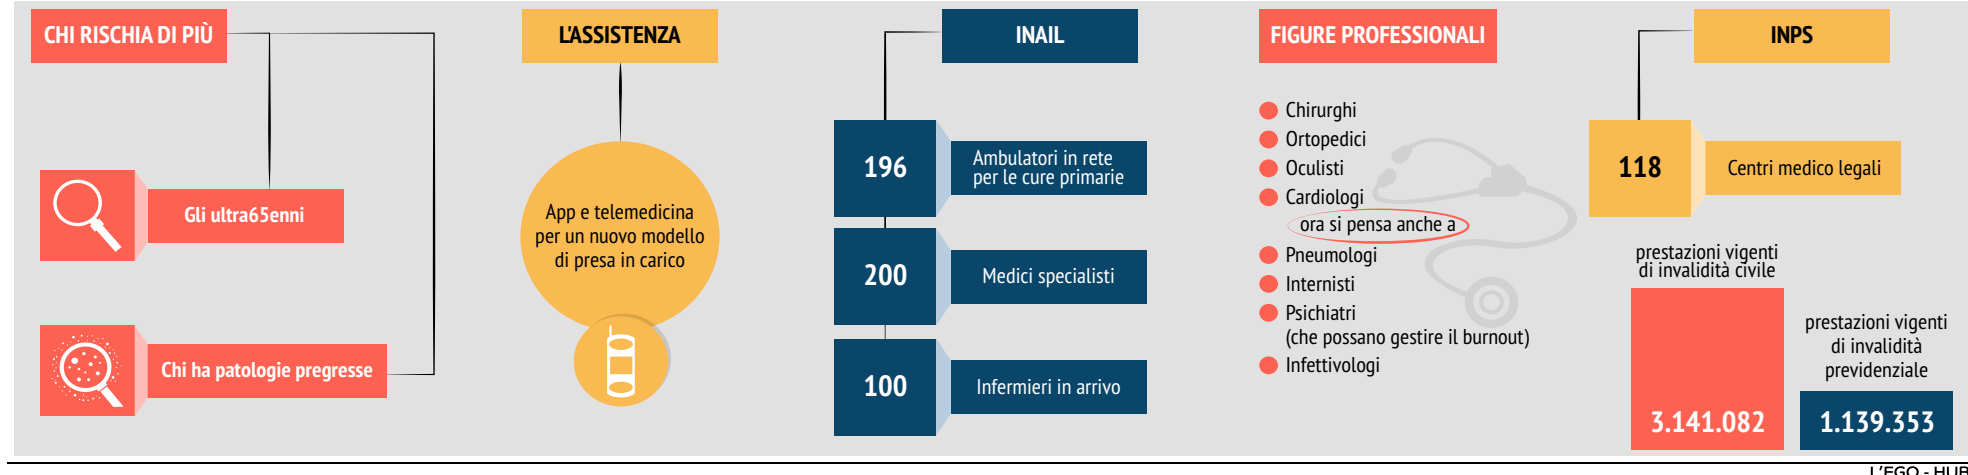 CHI RISCHIA DI PIÙ
Gli ultra65enni
Chi ha patologie pregresse
L'ASSISTENZA
App e telemedicina
per un nuovo modello
di presa in carico
INAIL
196
Ambulatori in rete
per le cure primarie
200
Medici specialisti
100
Infermieri in arrivo
FIGURE PROFESSIONALI
Chirurghi
Ortopedici
Oculisti
Cardiologi
ora si pensa anche a
Pneumologi
Internisti
Psichiatri
(che possano gestire il burnout)
Infettivologi
INPS
118
Centri medico legali
prestazioni vigenti
di invalidità civile
3.141.082
prestazioni vigenti
di invalidità
previdenziale
1.139.353
L'EGO - HUB